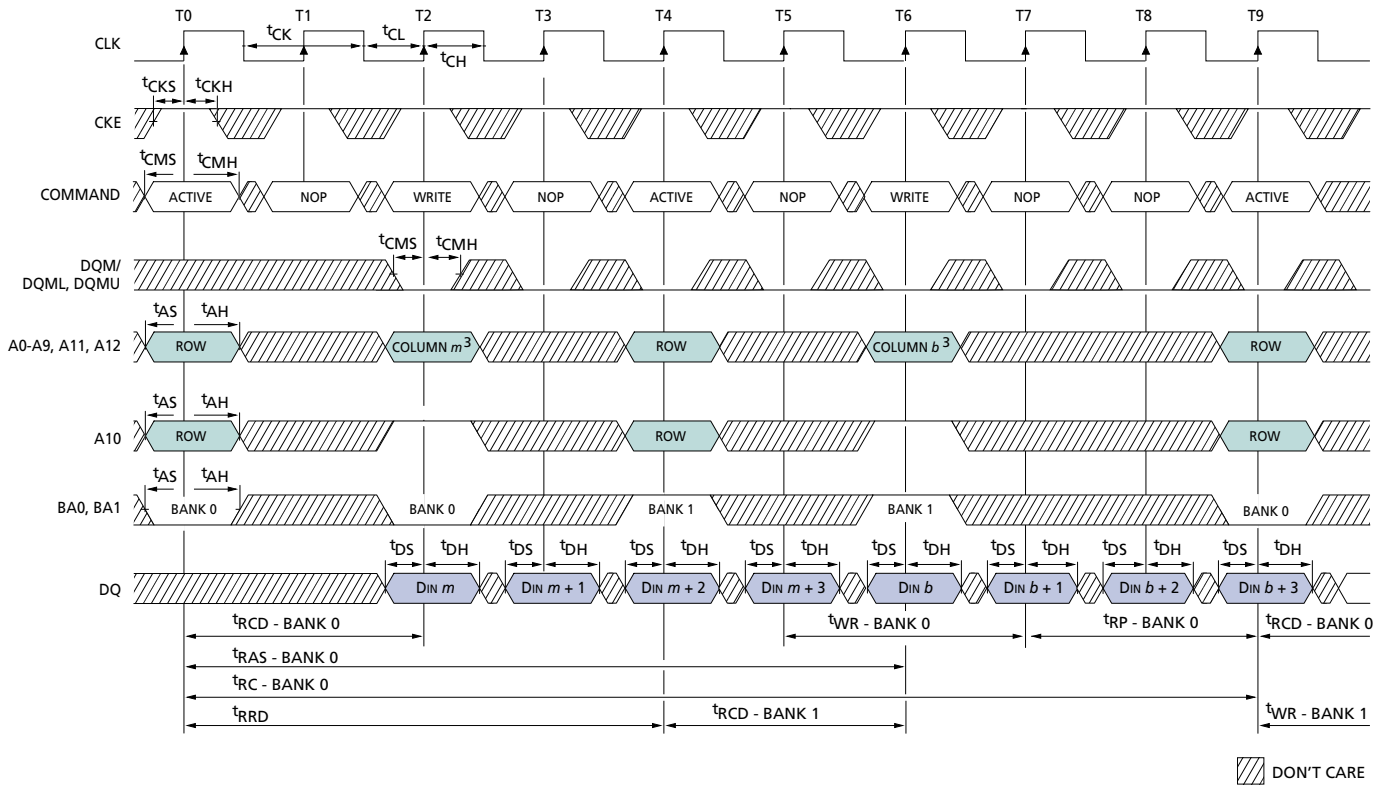 T0 T1 T2 T3 T4 T5 T6 T7 T8 T9
CLK tCK tCL tCH
tCKS tCKH
CKE
tCMS tCMH
COMMAND ACTIVE NOP WRITE NOP ACTIVE NOP WRITE NOP NOP ACTIVE
tCMS tCMH
DQM/
DQML, DQMU
tAS tAH
A0-A9, A11, A12 ROW COLUMN m3 ROW COLUMN b3 ROW
tAS tAH
A10 ROW ROW ROW
tAS tAH
BA0, BA1 BANK 0 BANK 0 BANK 1 BANK 1 BANK 0
tDS tDH tDS tDH tDS tDH tDS tDH tDS tDH tDS tDH tDS tDH tDS tDH
DQ DIN m DIN m + 1 DIN m + 2 DIN m + 3 DIN b DIN b + 1 DIN b + 2 DIN b + 3
tRCD - BANK 0 tWR - BANK 0 tRP - BANK 0 tRCD - BANK 0
tRAS - BANK 0
tRC - BANK 0
tRRD tRCD - BANK 1 tWR - BANK 1
DON'T CARE